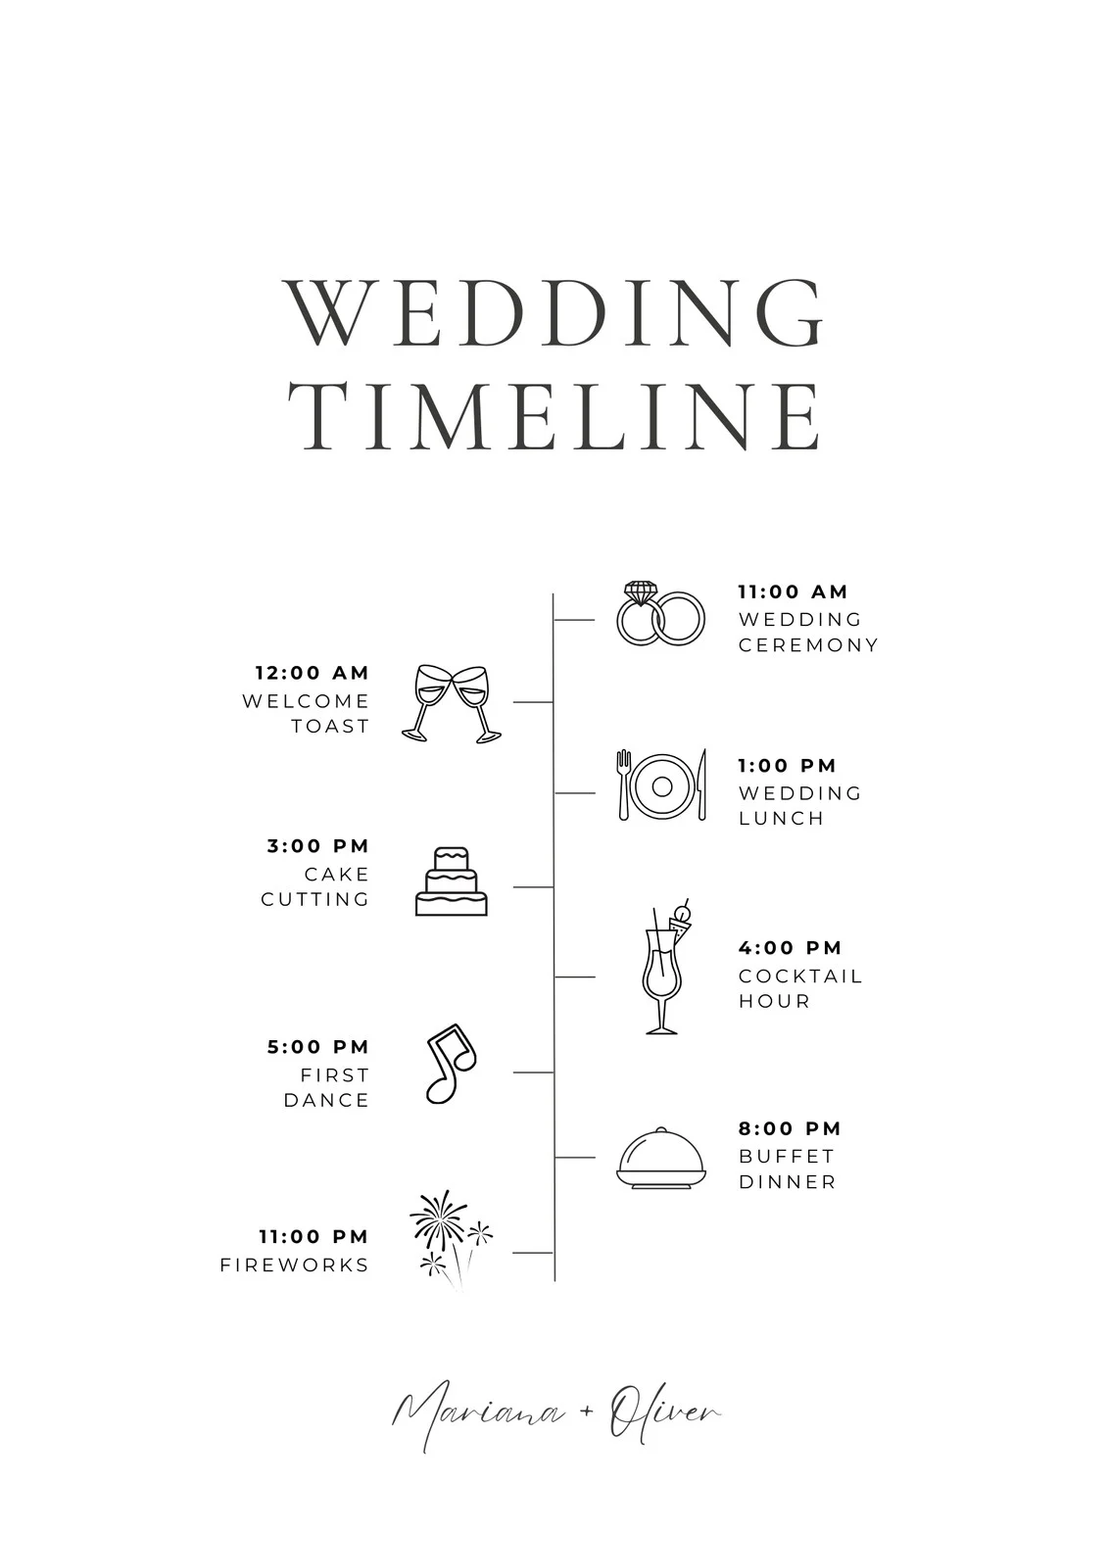 WEDDING
TIMELINE
11:00 AM
WEDDING
CEREMONY
12:00 AM
WELCOME
TOAST
1:00 PM
WEDDING
LUNCH
3:00 PM
CAKE
CUTTING
4:00 PM
COCKTAIL
HOUR
5:00 PM
FIRST
DANCE
8:00 PM
BUFFET
DINNER
11:00 PM
FIREWORKS
Mariana + Oliver